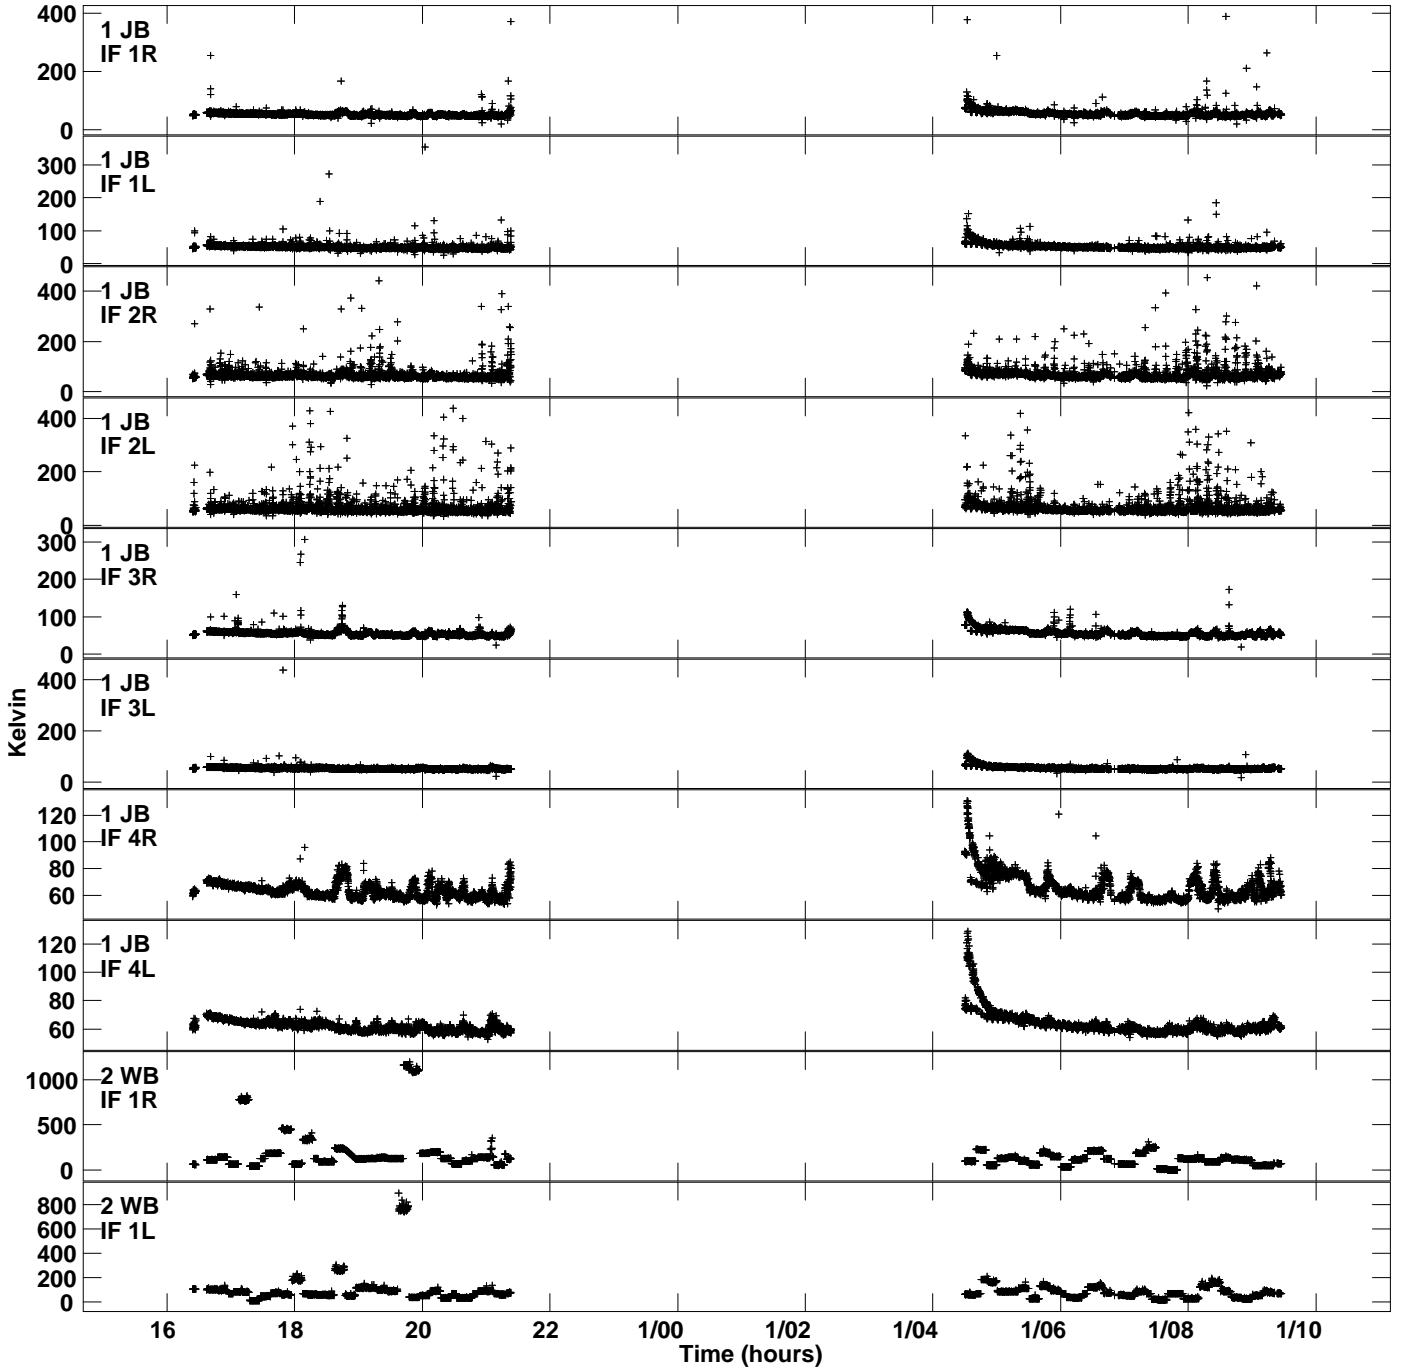 400
200
0
1 JB
IF 1R
300
200
100
0
1 JB
IF 1L
400
200
0
1 JB
IF 2R
400
200
0
1 JB
IF 2L
300
200
100
0
1 JB
IF 3R
400
200
0
1 JB
IF 3L
120
100
80
60
1 JB
IF 4R
120
100
80
60
1 JB
IF 4L
1000
500
0
2 WB
IF 1R
800
600
400
200
0
2 WB
IF 1L
Kelvin
16 18 20 22 1/00 1/02 1/04 1/06 1/08 1/10
Time (hours)